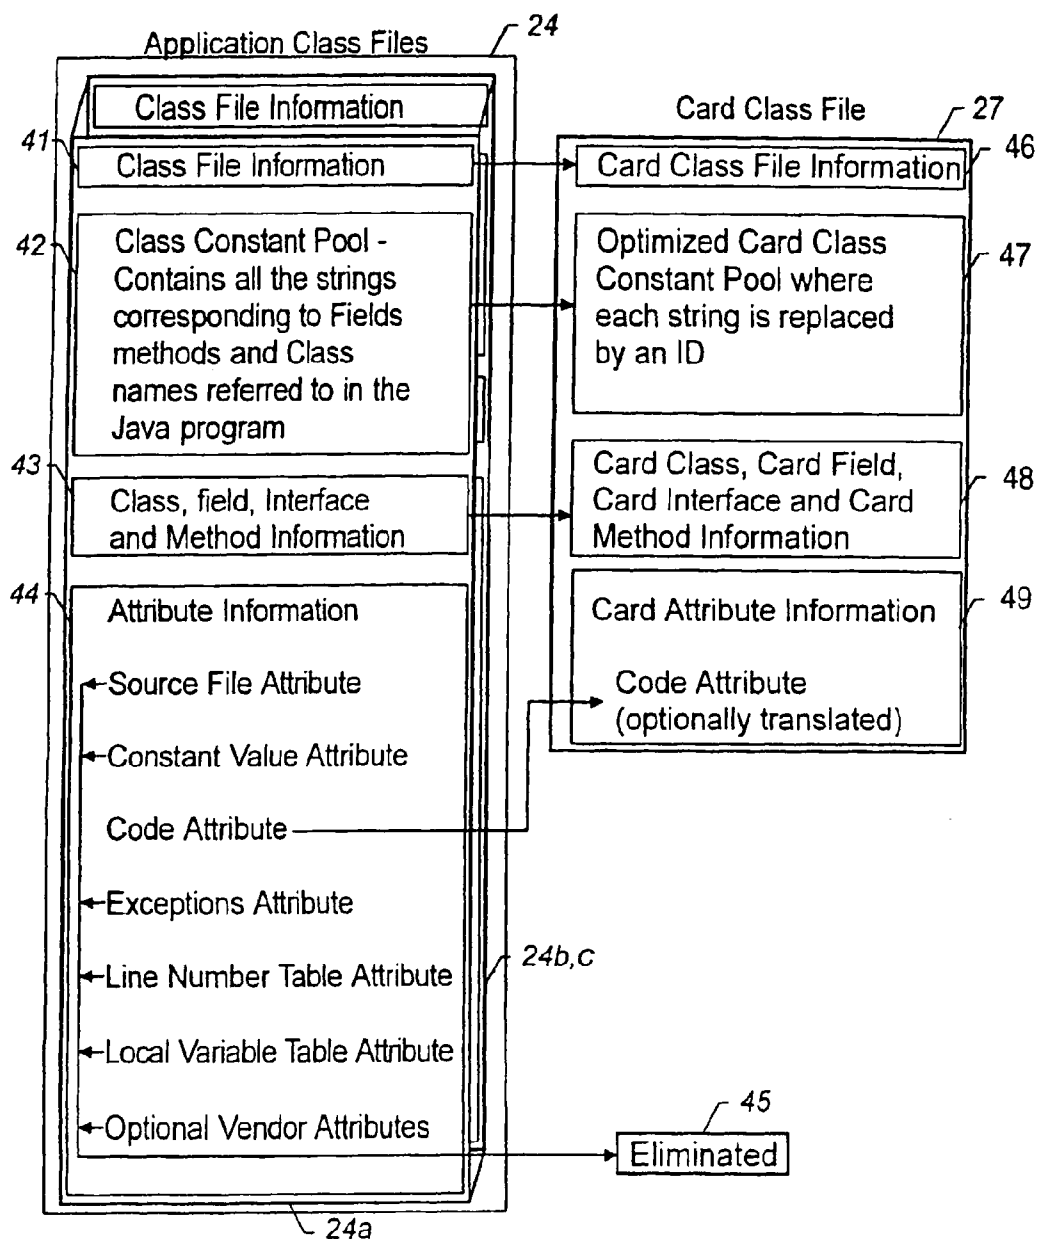 24
Application Class Files
Class File Information
Card Class File
27
41
Class File Information
Card Class File Information
46
42
Class Constant Pool -
Contains all the strings
corresponding to Fields
methods and Class
names referred to in the
Java program
Optimized Card Class
Constant Pool where
each string is replaced
by an ID
47
43
Class, field, Interface
and Method Information
Card Class, Card Field,
Card Interface and Card
Method Information
48
44
Attribute Information
Source File Attribute
Constant Value Attribute
Code Attribute
Exceptions Attribute
Line Number Table Attribute
Local Variable Table Attribute
Optional Vendor Attributes
Card Attribute Information
Code Attribute
(optionally translated)
49
24b,c
45
Eliminated
24a